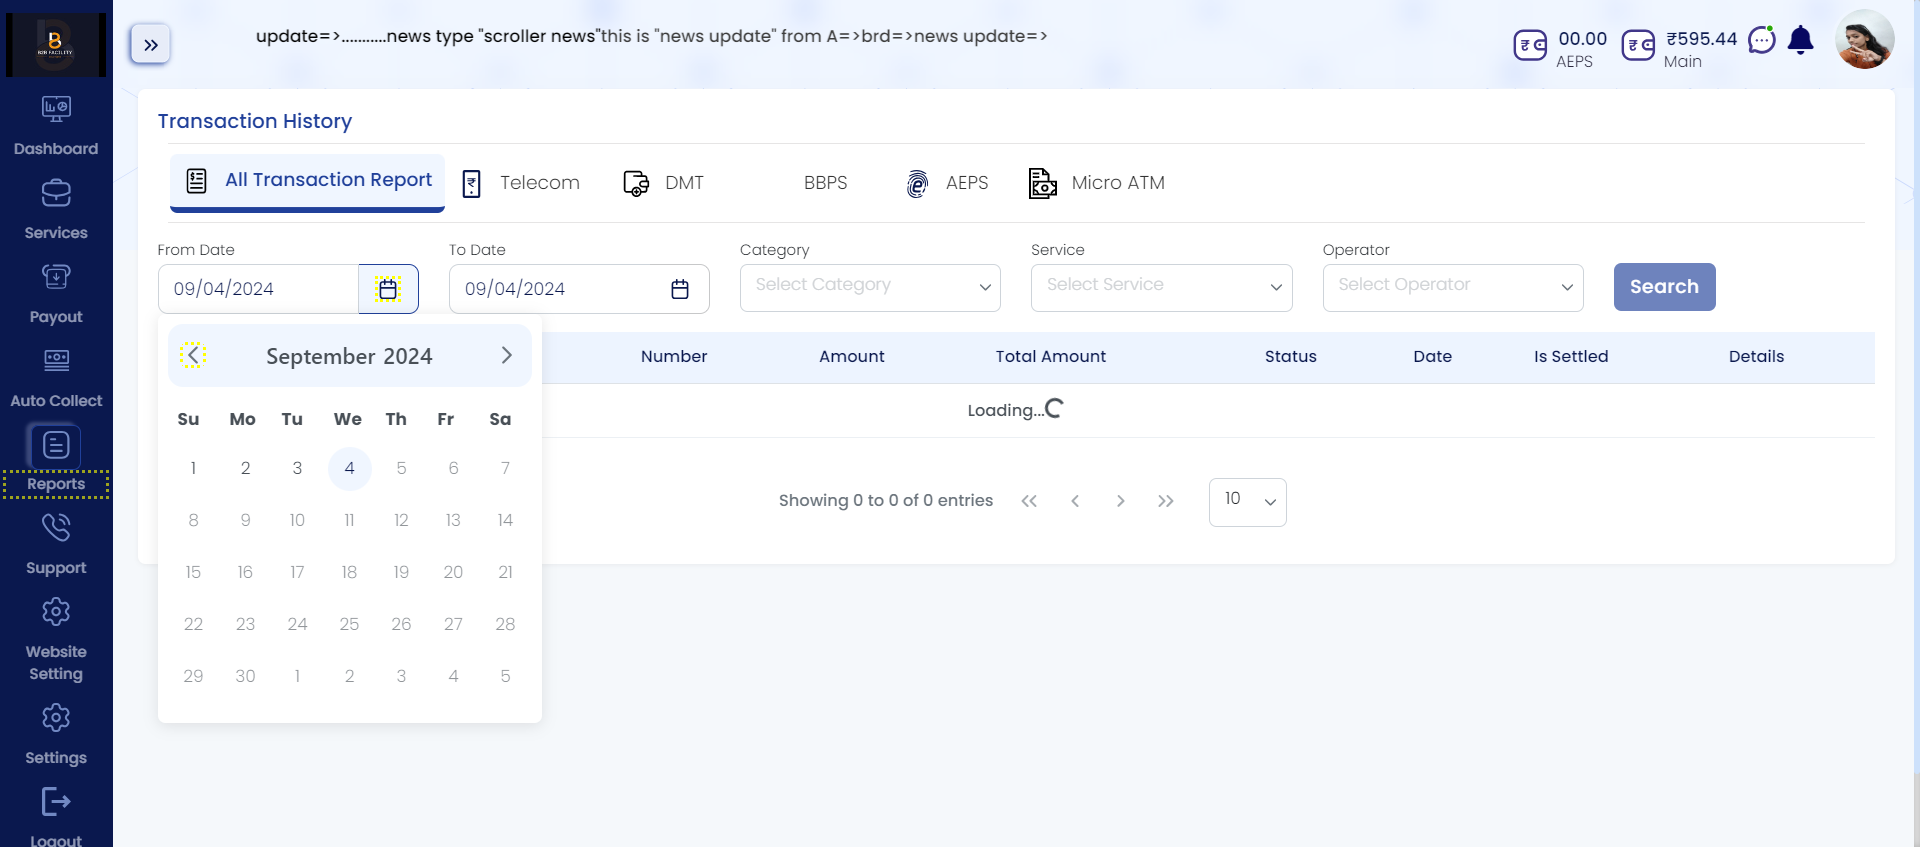 B2B FACILITY
update=>...........news type "scroller news"this is "news update" from A=>brd=>news update=>
00.00
AEPS
₹595.44
Main
Dashboard
Services
Payout
Auto Collect
Reports
Support
Website
Setting
Settings
Logout
Transaction History
All Transaction Report
Telecom
DMT
BBPS
AEPS
Micro ATM
From Date
To Date
Category
Service
Operator
09/04/2024
09/04/2024
Select Category
Select Service
Select Operator
Search
September 2024
Su Mo Tu We Th Fr Sa
1 2 3 4 5 6 7
8 9 10 11 12 13 14
15 16 17 18 19 20 21
22 23 24 25 26 27 28
29 30 1 2 3 4 5
Number Amount Total Amount Status Date Is Settled Details
Loading...
Showing 0 to 0 of 0 entries
10